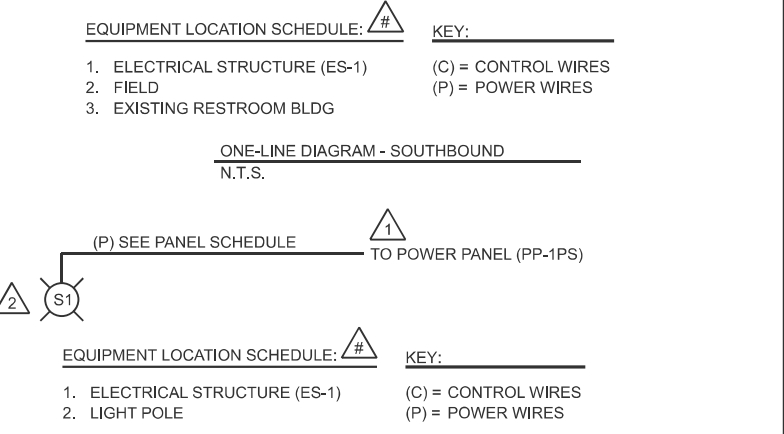 EQUIPMENT LOCATION SCHEDULE: #
KEY:
1. ELECTRICAL STRUCTURE (ES-1)
2. FIELD
3. EXISTING RESTROOM BLDG
(C) = CONTROL WIRES
(P) = POWER WIRES
ONE-LINE DIAGRAM - SOUTHBOUND
N.T.S.
(P) SEE PANEL SCHEDULE
1
TO POWER PANEL (PP-1PS)
2
S1
EQUIPMENT LOCATION SCHEDULE: #
KEY:
1. ELECTRICAL STRUCTURE (ES-1)
2. LIGHT POLE
(C) = CONTROL WIRES
(P) = POWER WIRES